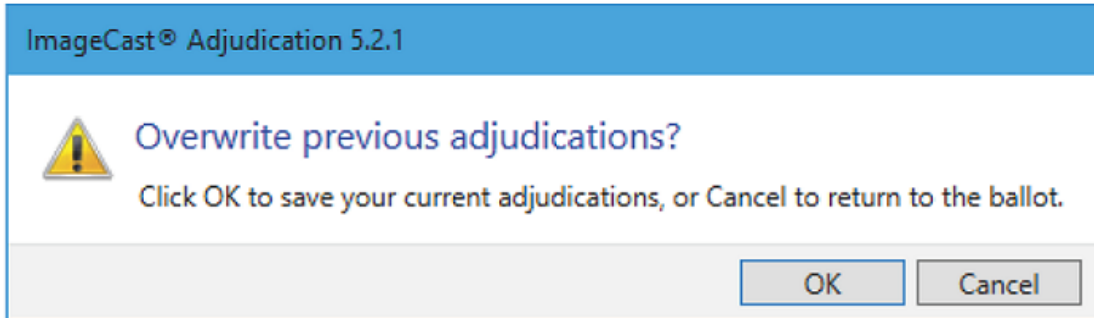 ImageCast® Adjudication 5.2.1
Overwrite previous adjudications?
Click OK to save your current adjudications, or Cancel to return to the ballot.
OK Cancel